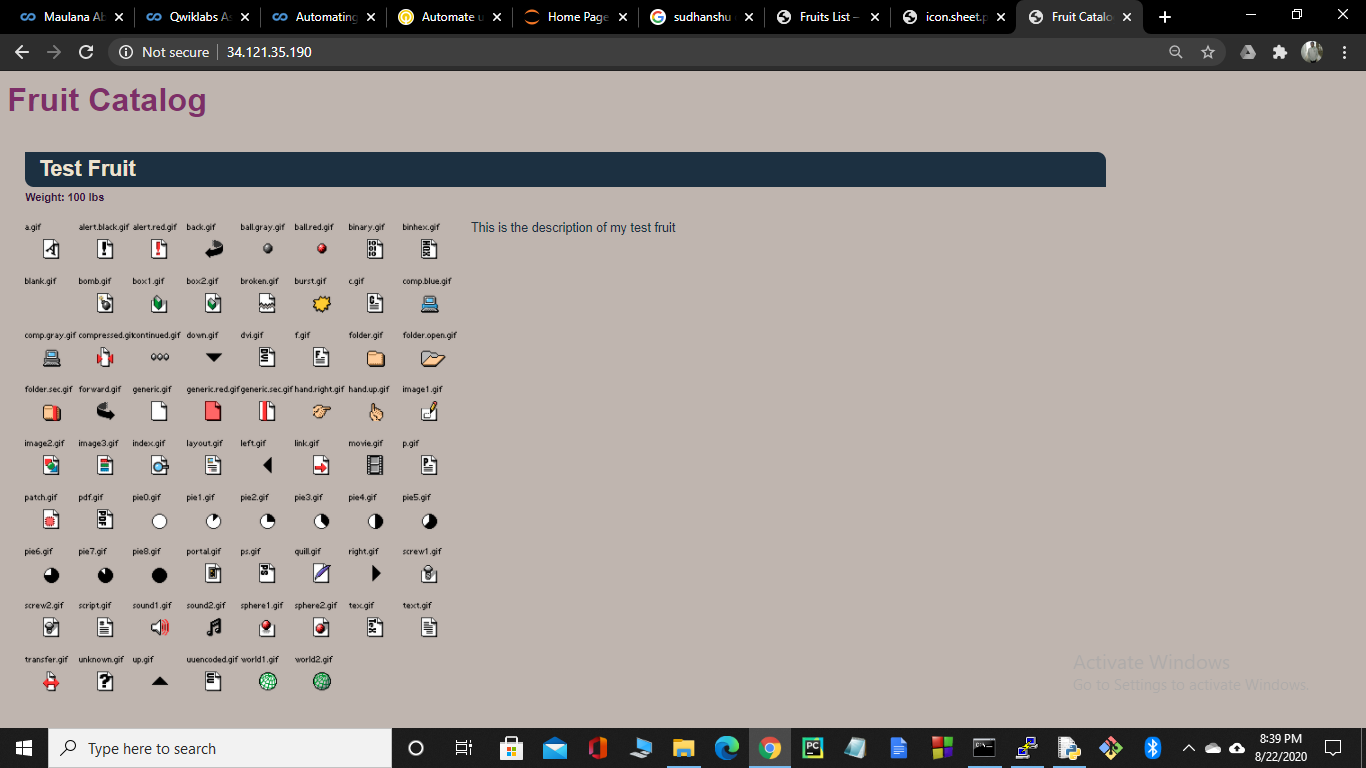 Maulana Ab
Qwiklabs As
Automating
Automate u
Home Page
sudhanshu
Fruits List –
icon.sheet.p
Fruit Catalo
Not secure
34.121.35.190
Fruit Catalog
Test Fruit
Weight: 100 lbs
This is the description of my test fruit
a.gif alert.black.gif alert.red.gif back.gif ball.gray.gif ball.red.gif binary.gif binhex.gif
blank.gif bomb.gif box1.gif box2.gif broken.gif burst.gif c.gif comp.blue.gif
comp.gray.gif compressed.gif continued.gif down.gif dvi.gif f.gif folder.gif folder.open.gif
folder.sec.gif forward.gif generic.gif generic.red.gif generic.sec.gif hand.right.gif hand.up.gif image1.gif
image2.gif image3.gif index.gif layout.gif left.gif link.gif movie.gif p.gif
patch.gif pdf.gif pie0.gif pie1.gif pie2.gif pie3.gif pie4.gif pie5.gif
pie6.gif pie7.gif pie8.gif portal.gif ps.gif quill.gif right.gif screw1.gif
screw2.gif script.gif sound1.gif sound2.gif sphere1.gif sphere2.gif tex.gif text.gif
transfer.gif unknown.gif up.gif uuencoded.gif world1.gif world2.gif
Activate Windows
Go to Settings to activate Windows.
Type here to search
8:39 PM
8/22/2020